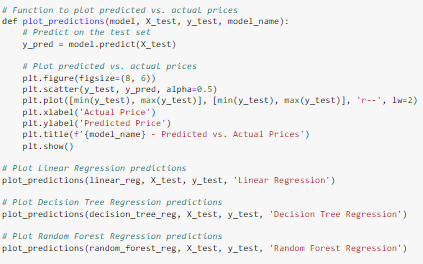 # Function to plot predicted vs. actual prices
def plot_predictions(model, X_test, y_test, model_name):
    # Predict on the test set
    y_pred = model.predict(X_test)

    # Plot predicted vs. actual prices
    plt.figure(figsize=(8, 6))
    plt.scatter(y_test, y_pred, alpha=0.5)
    plt.plot([min(y_test), max(y_test)], [min(y_test), max(y_test)], 'r--', lw=2)
    plt.xlabel('Actual Price')
    plt.ylabel('Predicted Price')
    plt.title(f'{model_name} - Predicted vs. Actual Prices')
    plt.show()

# Plot Linear Regression predictions
plot_predictions(linear_reg, X_test, y_test, 'Linear Regression')

# Plot Decision Tree Regression predictions
plot_predictions(decision_tree_reg, X_test, y_test, 'Decision Tree Regression')

# Plot Random Forest Regression predictions
plot_predictions(random_forest_reg, X_test, y_test, 'Random Forest Regression')